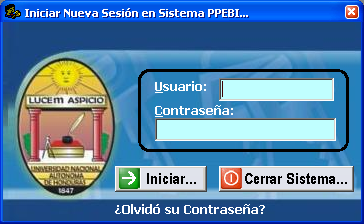 Iniciar Nueva Sesión en Sistema PPEBI...
Usuario:
Contraseña:
LUCEM ASPICIO
UNIVERSIDAD NACIONAL
AUTONOMA
DE HONDURAS
1847
Iniciar...
Cerrar Sistema...
¿Olvidó su Contraseña?